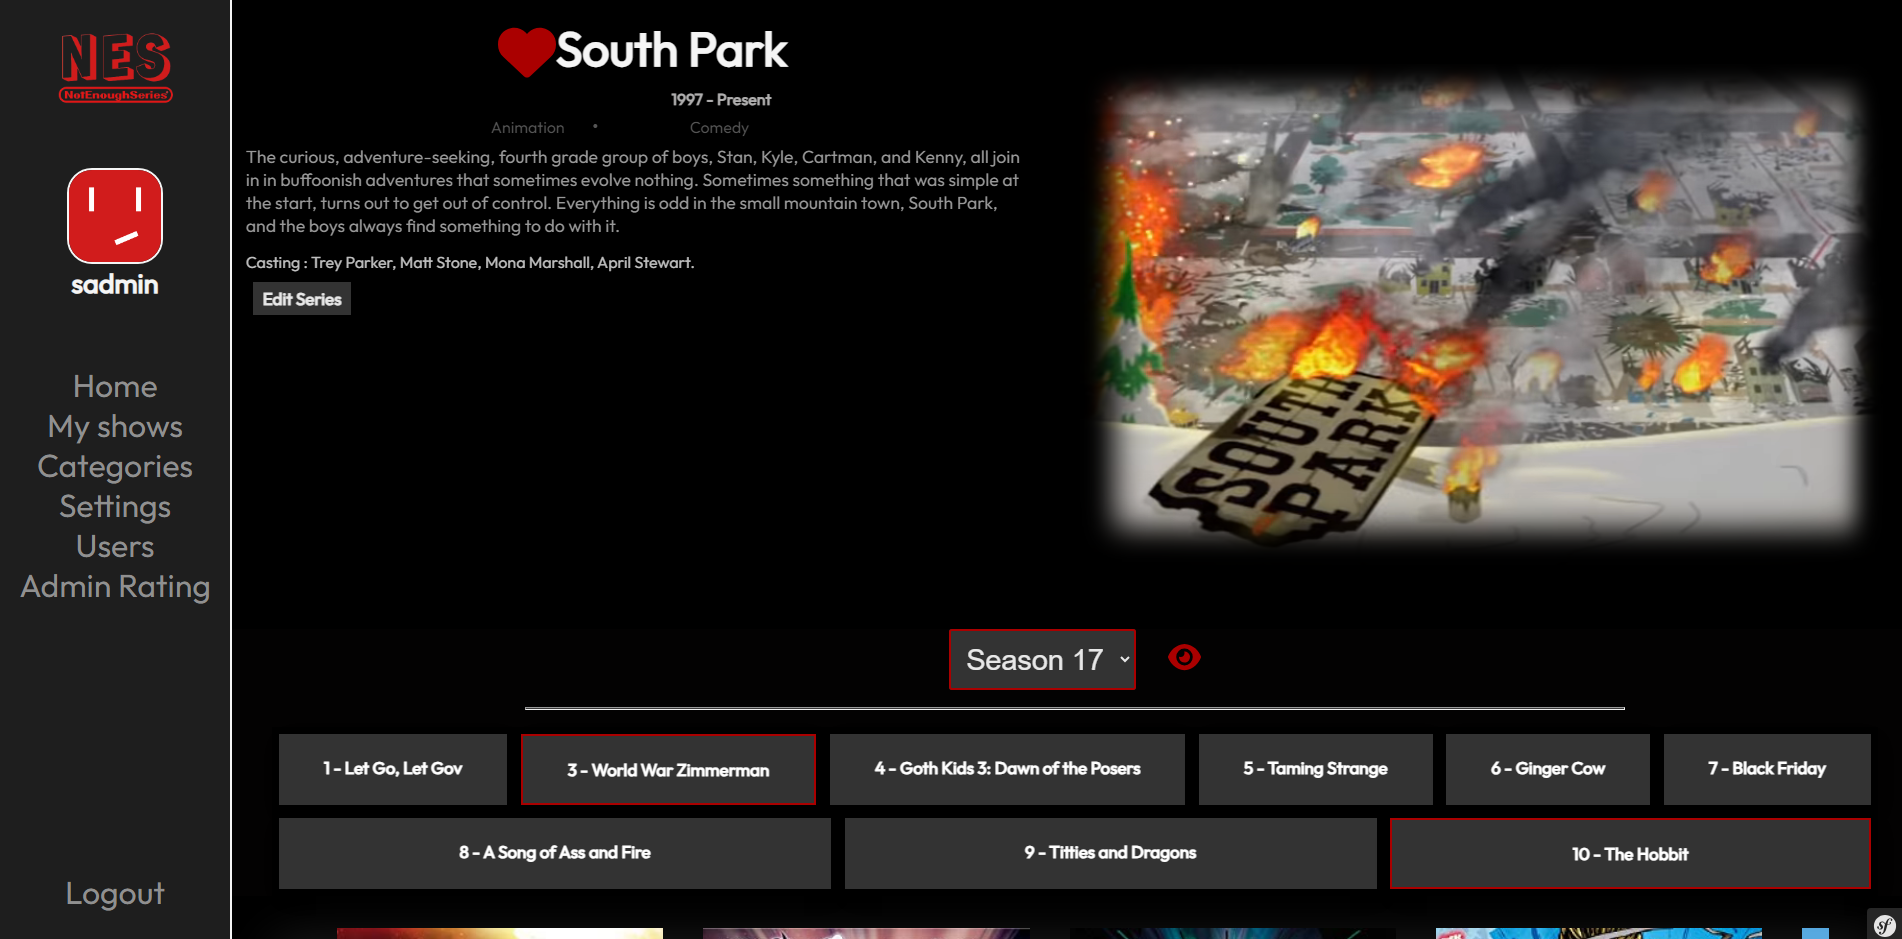 NES
NotEnoughSeries'
sadmin
Home
My shows
Categories
Settings
Users
Admin Rating
Logout
South Park
1997 - Present
Animation • Comedy
The curious, adventure-seeking, fourth grade group of boys, Stan, Kyle, Cartman, and Kenny, all join
in in buffoonish adventures that sometimes evolve nothing. Sometimes something that was simple at
the start, turns out to get out of control. Everything is odd in the small mountain town, South Park,
and the boys always find something to do with it.
Casting : Trey Parker, Matt Stone, Mona Marshall, April Stewart.
Edit Series
SOUTH
PARK
Season 17
1 - Let Go, Let Gov
3 - World War Zimmerman
4 - Goth Kids 3: Dawn of the Posers
5 - Taming Strange
6 - Ginger Cow
7 - Black Friday
8 - A Song of Ass and Fire
9 - Titties and Dragons
10 - The Hobbit
sf